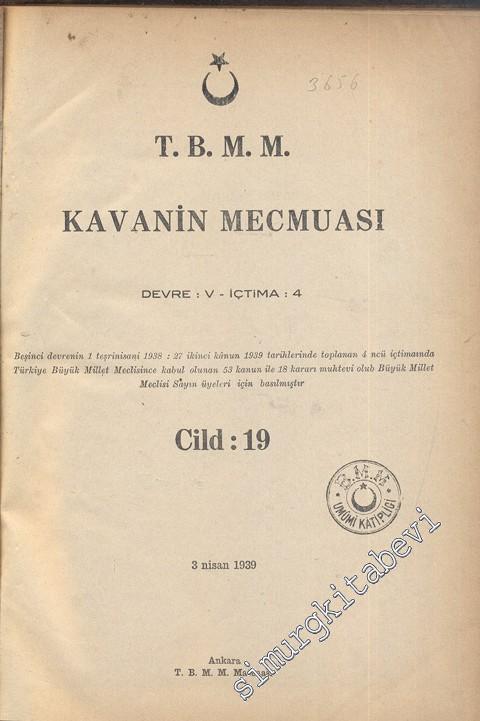 3656
T. B. M. M.
KAVANİN MECMUASI
DEVRE : V - İÇTİMA : 4
Beşinci devrenin 1 teşrinisani 1938 : 27 ikinci kânun 1939 tariklerinde toplanan 4 ncü içtimaında
Türkiye Büyük Millet Meclisince kabul olunan 53 kanun ile 18 kararı muhtevi olub Büyük Millet
Meclisi Sayın üyeleri için basılmıştır
Cild : 19
B.M.M.
UMUMİ KATİPLİĞİ
3 nisan 1939
Ankara
T. B. M. M.
simurgkitabevi